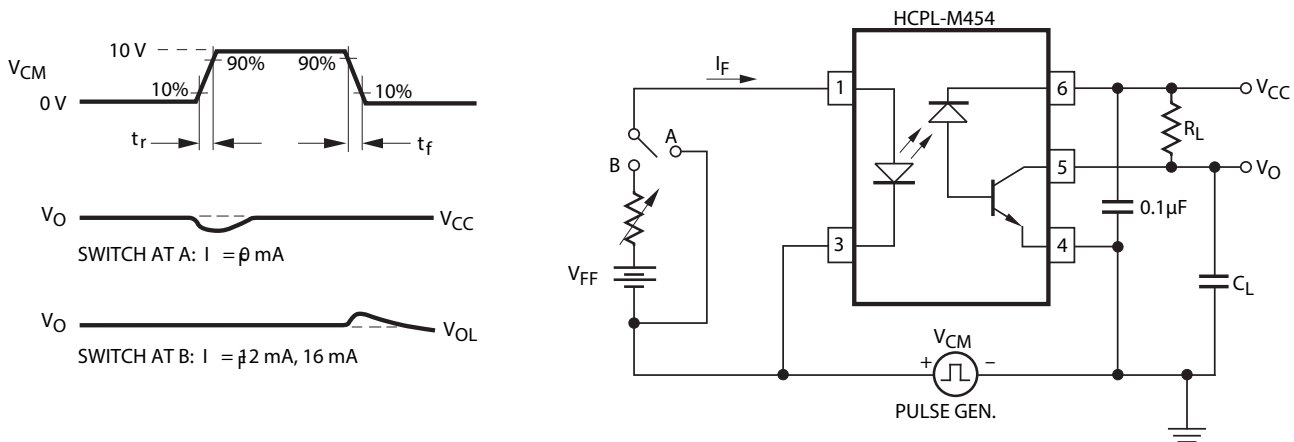 10 V
V_CM
90%
90%
10%
10%
0 V
t_r
t_f
V_O
V_CC
SWITCH AT A: I_F = 0 mA
V_O
V_OL
SWITCH AT B: I_F = 12 mA, 16 mA
HCPL-M454
I_F
1
6
V_CC
A
R_L
B
5
V_O
0.1µF
3
4
V_FF
C_L
V_CM
+
–
PULSE GEN.